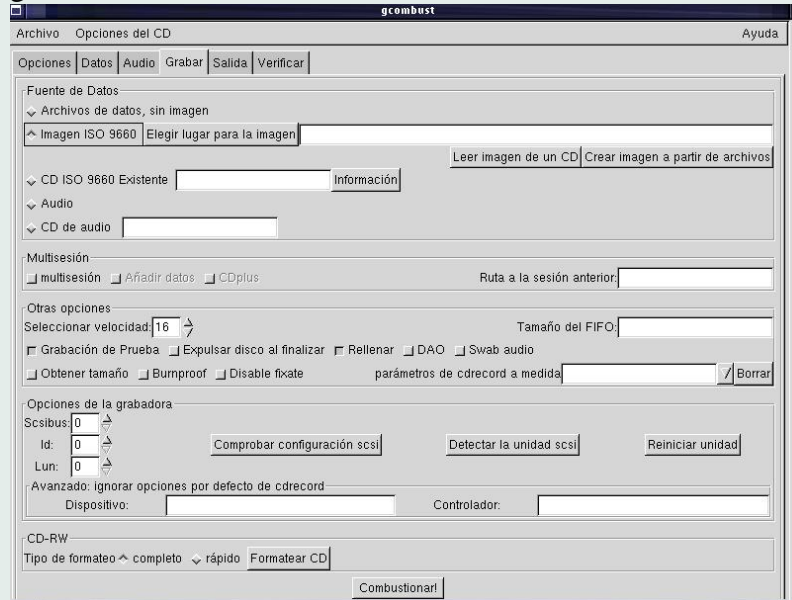 gcombust
Archivo Opciones del CD Ayuda
Opciones Datos Audio Grabar Salida Verificar
Fuente de Datos
Archivos de datos, sin imagen
Imagen ISO 9660 Elegir lugar para la imagen
Leer imagen de un CD Crear imagen a partir de archivos
CD ISO 9660 Existente Información
Audio
CD de audio
Multisesión
multisesión Añadir datos CDplus Ruta a la sesión anterior:
Otras opciones
Seleccionar velocidad: 16 Tamaño del FIFO:
Grabación de Prueba Expulsar disco al finalizar Rellenar DAO Swab audio
Obtener tamaño Burnproof Disable fixate parámetros de cdrecord a medida Borrar
Opciones de la grabadora
Scsibus: 0
Id: 0 Comprobar configuración scsi Detectar la unidad scsi Reiniciar unidad
Lun: 0
Avanzado: ignorar opciones por defecto de cdrecord
Dispositivo: Controlador:
CD-RW
Tipo de formateo completo rápido Formatear CD
Combustionar!